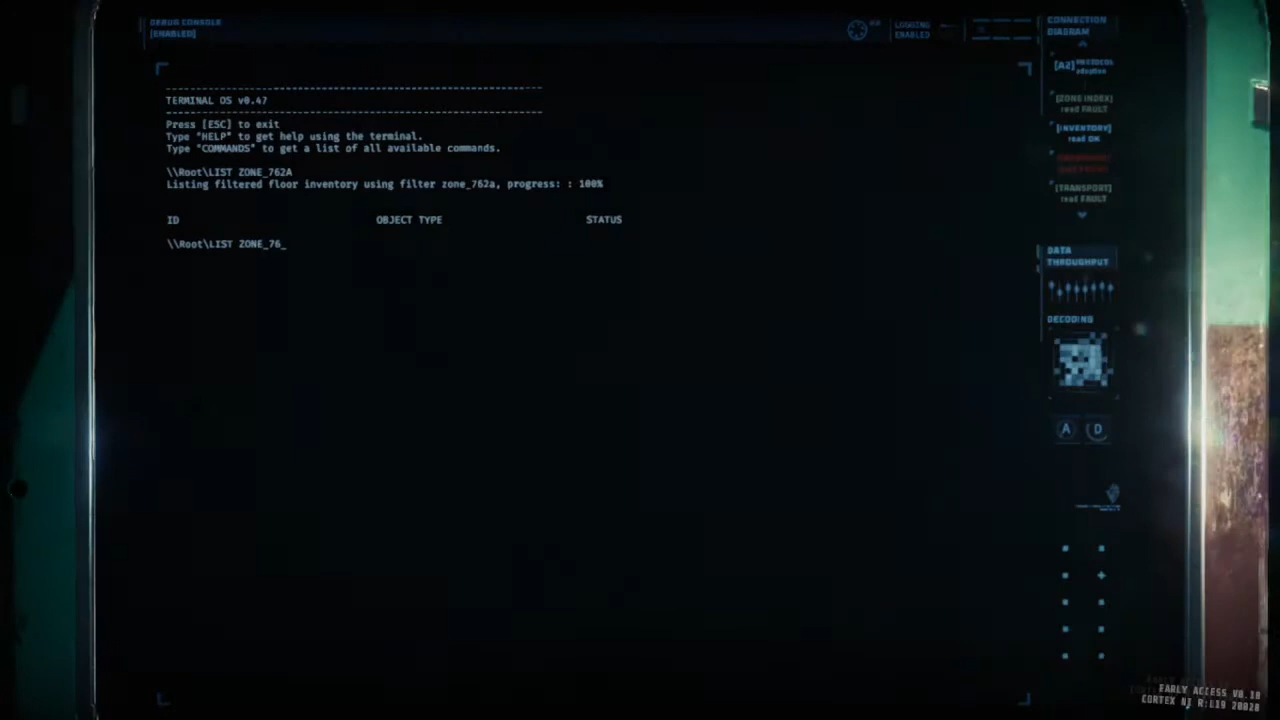 DEBUG CONSOLE
[ENABLED]
LOGGING
ENABLED
CONNECTION
DIAGRAM
[A2] PROTOCOL
adaptive
[ZONE INDEX]
read FAULT
[INVENTORY]
read OK
[TRANSPORT]
read FAULT
DATA
THROUGHPUT
DECODING
A D
------------------------------------------------
TERMINAL OS v0.47
------------------------------------------------
Press [ESC] to exit
Type "HELP" to get help using the terminal.
Type "COMMANDS" to get a list of all available commands.
\\Root\LIST ZONE_762A
Listing filtered floor inventory using filter zone_762a, progress: : 100%
ID OBJECT TYPE STATUS
\\Root\LIST ZONE_76_